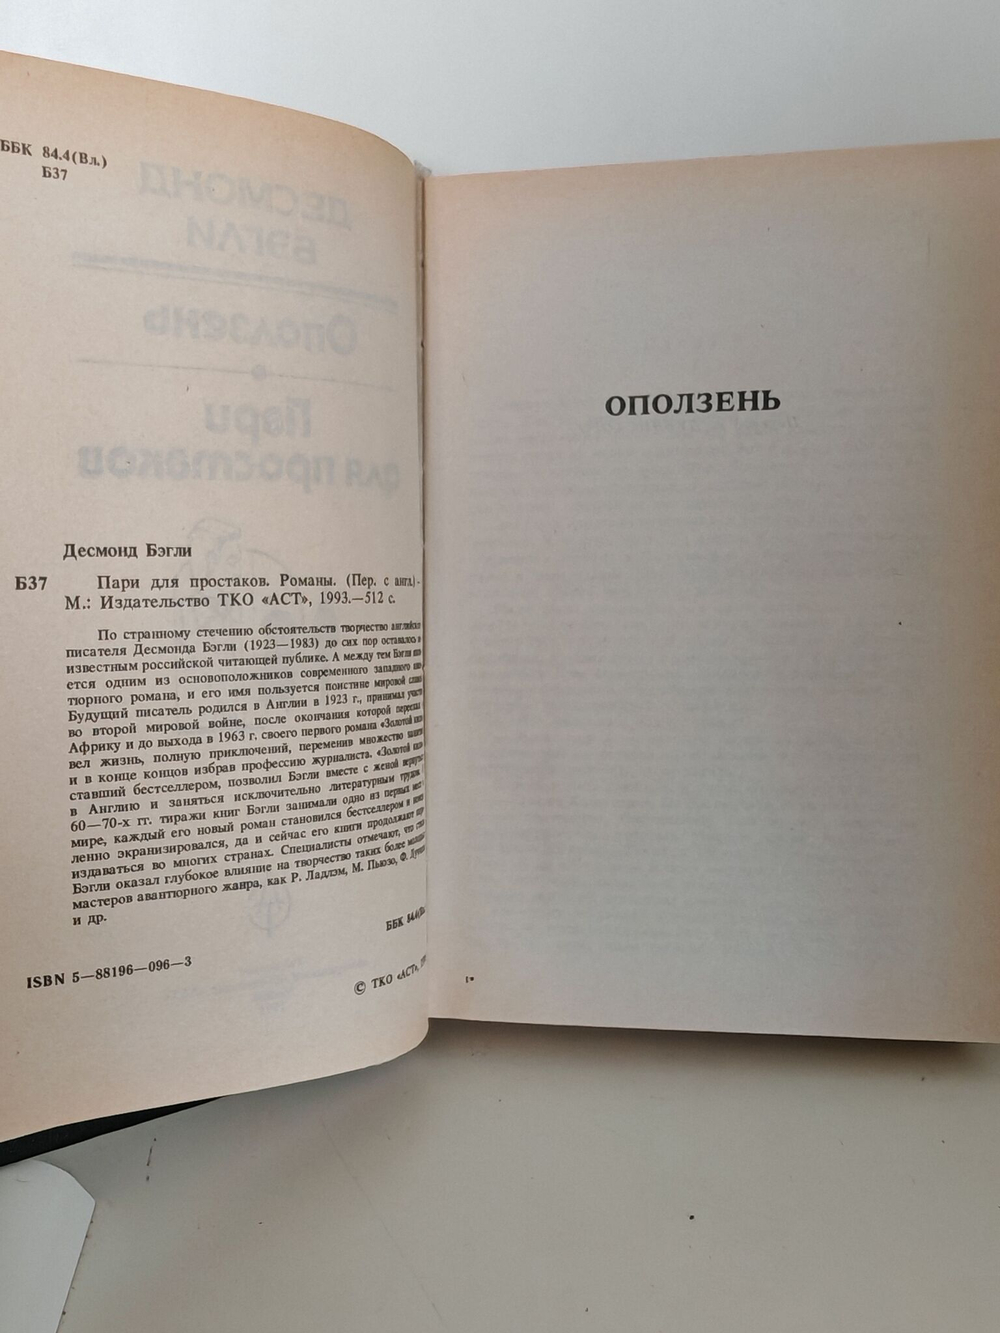 ББК 84.4(Вл.)
Б37
Десмонд Бэгли
Б37 Пари для простаков. Романы. (Пер. с англ.)-
М.: Издательство ТКО «АСТ», 1993.—512 с.
По странному стечению обстоятельств творчество
писателя Десмонда Бэгли (1923—1983) до сих пор
известным российской читающей публике. А между тем Бэгли
ется одним из основоположников современного западного
тюрного романа, и его имя пользуется поистине мировой
Будущий писатель родился в Англии в 1923 г., принимал
во второй мировой войне, после окончания которой
Африку и до выхода в 1963 г. своего первого романа «Золотой
вел жизнь, полную приключений, переменив множество
и в конце концов избрав профессию журналиста. «Золотой
ставший бестселлером, позволил Бэгли вместе с женой
в Англию и заняться исключительно литературным трудом.
60—70-х гг. тиражи книг Бэгли занимали одно из первых мест
мире, каждый его новый роман становился бестселлером и
ленно экранизировался, да и сейчас его книги продолжают
издаваться во многих странах. Специалисты отмечают, что
Бэгли оказал глубокое влияние на творчество таких более
мастеров авантюрного жанра, как Р. Ладлэм, М. Пьюзо, Ф.
и др.
ББК
ISBN 5—88196—096—3
© ТКО «АСТ»,
ОПОЛЗЕНЬ
1*